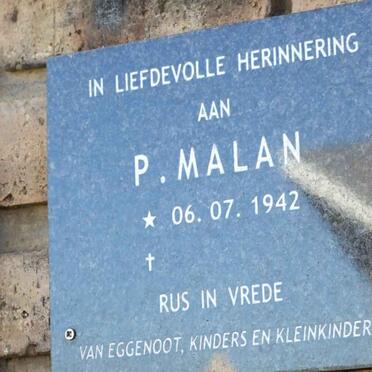 IN LIEFDEVOLLE HERINNERING
AAN
P. MALAN
★ 06. 07. 1942
†
RUS IN VREDE
VAN EGGENOOT, KINDERS EN KLEINKINDER